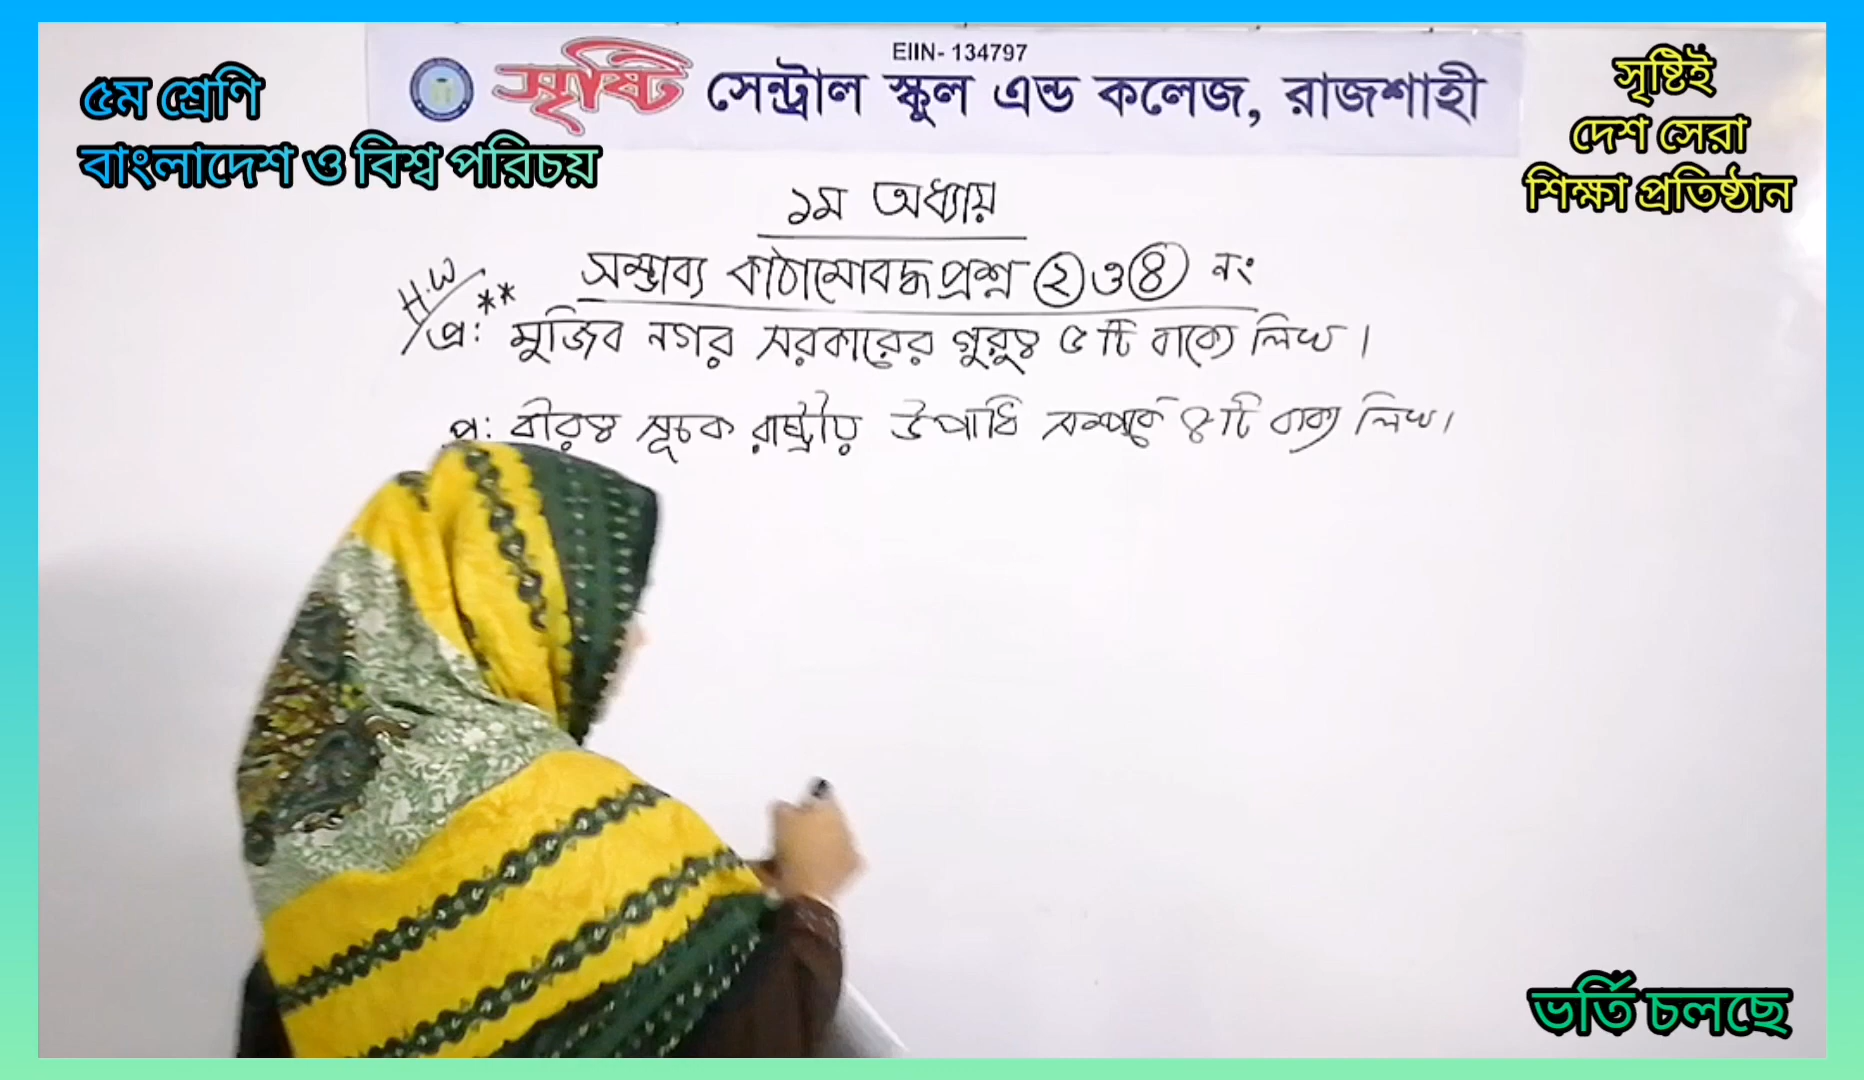 ৫ম শ্রেণি
বাংলাদেশ ও বিশ্ব পরিচয়
EIIN- 134797
সৃষ্টি সেন্ট্রাল স্কুল এন্ড কলেজ, রাজশাহী
সৃষ্টিই
দেশ সেরা
শিক্ষা প্রতিষ্ঠান
১ম অধ্যায়
সম্ভাব্য কাঠামোবদ্ধ প্রশ্ন ২ ও ৪ নং
H.W **
প্র: মুজিব নগর সরকারের গুরুত্ব ৫ টি বাক্যে লিখ।
প্র: বীরত্ব সূচক রাষ্ট্রীয় উপাধি সম্পর্কে ৪টি বাক্য লিখ।
ভর্তি চলছে